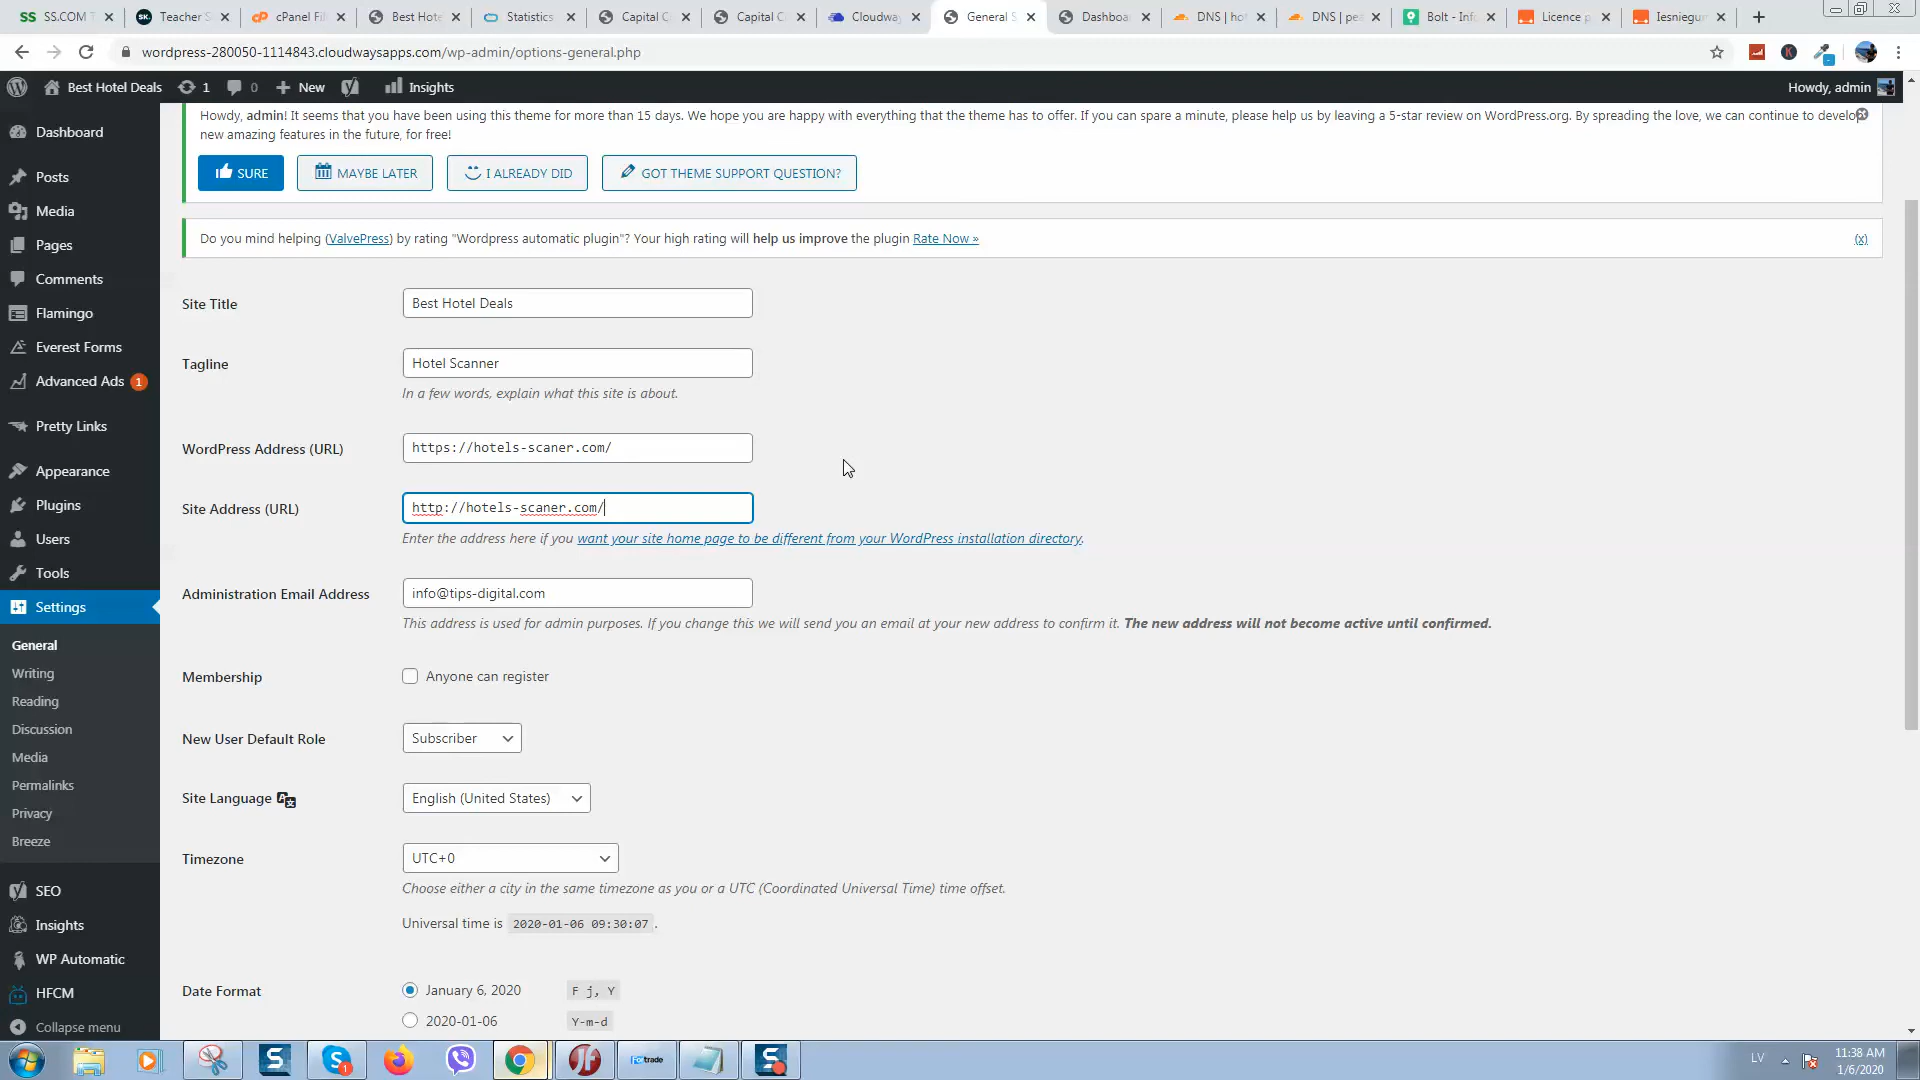 SS.COM T
Teacher S
cPanel Fil
Best Hote
Statistics
Capital C
Capital C
Cloudway
General S
Dashboa
DNS | hot
DNS | pea
Bolt - Info
Licence p
Iesniegum
wordpress-280050-1114843.cloudwaysapps.com/wp-admin/options-general.php
Best Hotel Deals 1 0 New Insights
Howdy, admin
Dashboard
Posts
Media
Pages
Comments
Flamingo
Everest Forms
Advanced Ads 1
Pretty Links
Appearance
Plugins
Users
Tools
Settings
General
Writing
Reading
Discussion
Media
Permalinks
Privacy
Breeze
SEO
Insights
WP Automatic
HFCM
Collapse menu
Howdy, admin! It seems that you have been using this theme for more than 15 days. We hope you are happy with everything that the theme has to offer. If you can spare a minute, please help us by leaving a 5-star review on WordPress.org. By spreading the love, we can continue to develop
new amazing features in the future, for free!
SURE
MAYBE LATER
I ALREADY DID
GOT THEME SUPPORT QUESTION?
Do you mind helping (ValvePress) by rating "Wordpress automatic plugin"? Your high rating will help us improve the plugin Rate Now »
(x)
Site Title
Best Hotel Deals
Tagline
Hotel Scanner
In a few words, explain what this site is about.
WordPress Address (URL)
https://hotels-scaner.com/
Site Address (URL)
http://hotels-scaner.com/
Enter the address here if you want your site home page to be different from your WordPress installation directory.
Administration Email Address
info@tips-digital.com
This address is used for admin purposes. If you change this we will send you an email at your new address to confirm it. The new address will not become active until confirmed.
Membership
Anyone can register
New User Default Role
Subscriber
Site Language
English (United States)
Timezone
UTC+0
Choose either a city in the same timezone as you or a UTC (Coordinated Universal Time) time offset.
Universal time is 2020-01-06 09:30:07 .
Date Format
January 6, 2020
F j, Y
2020-01-06
Y-m-d
Fortrade
LV
11:38 AM
1/6/2020